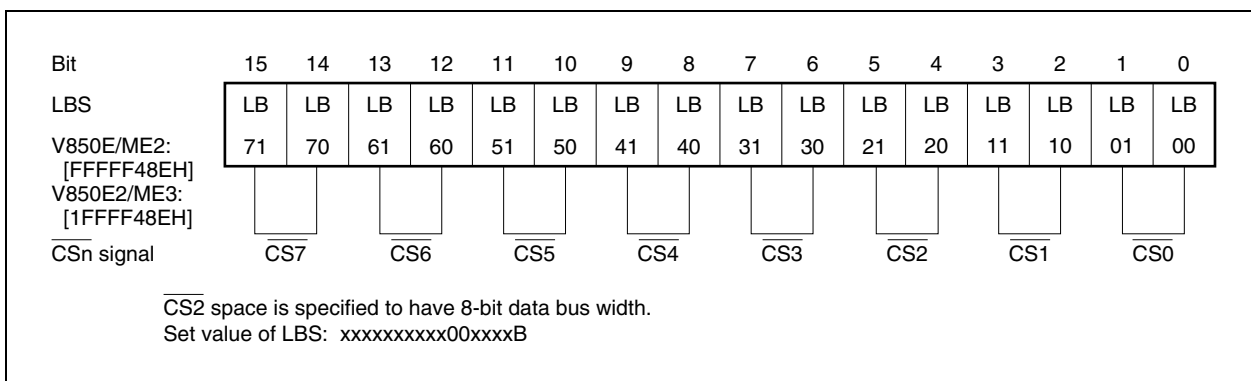 Bit 15 14 13 12 11 10 9 8 7 6 5 4 3 2 1 0
LBS LB LB LB LB LB LB LB LB LB LB LB LB LB LB LB LB
V850E/ME2: 71 70 61 60 51 50 41 40 31 30 21 20 11 10 01 00
[FFFFF48EH]
V850E2/ME3:
[1FFFF48EH]
CSn signal CS7 CS6 CS5 CS4 CS3 CS2 CS1 CS0
CS2 space is specified to have 8-bit data bus width.
Set value of LBS: xxxxxxxxxx00xxxxB